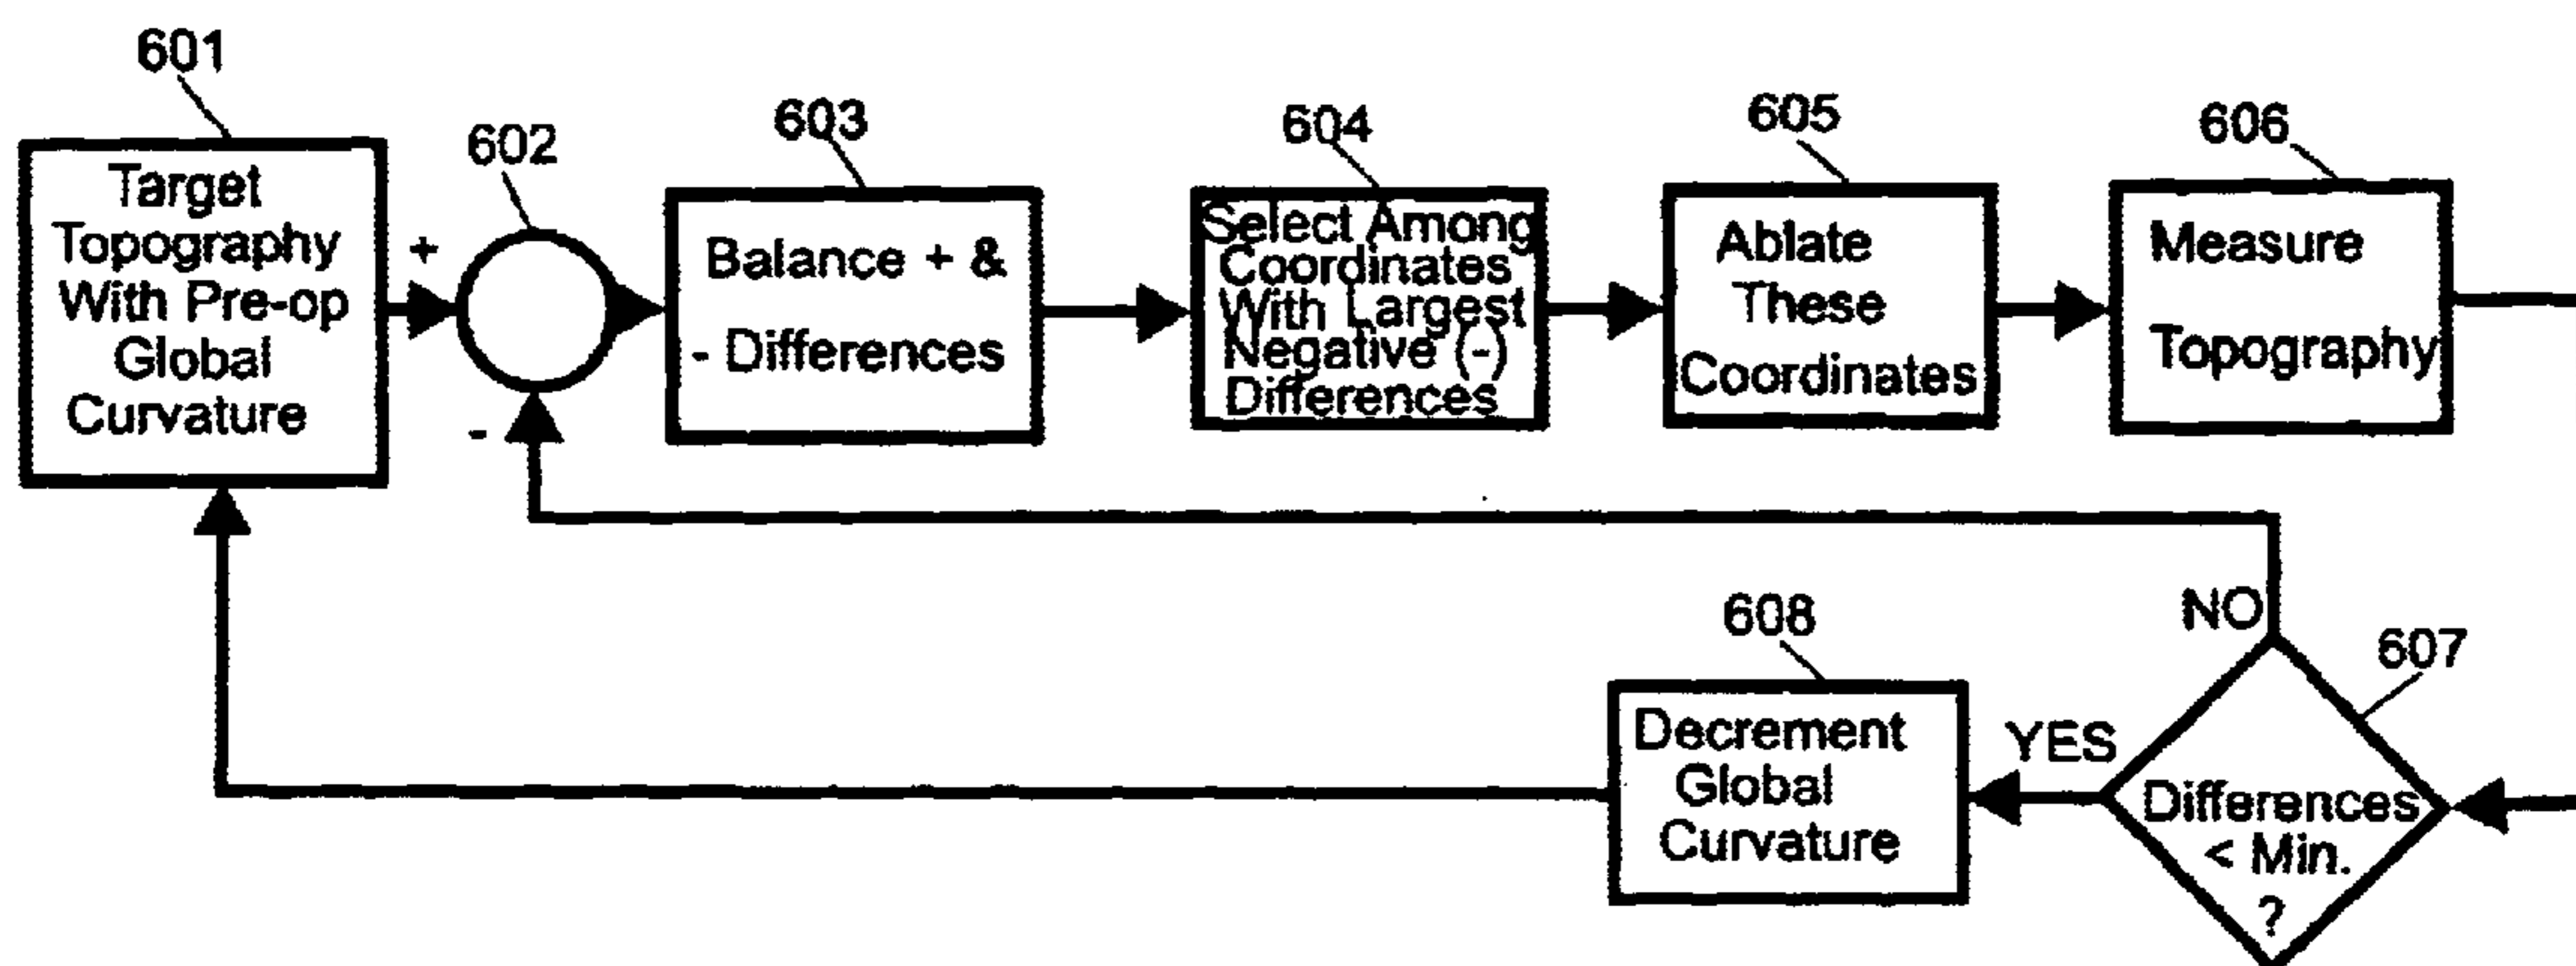 601
Target
Topography
With Pre-op
Global
Curvature
+
602
-
603
Balance + &
- Differences
604
Select Among
Coordinates
With Largest
Negative (-)
Differences
605
Ablate
These
Coordinates
606
Measure
Topography
NO
607
Differences
< Min.
?
YES
608
Decrement
Global
Curvature